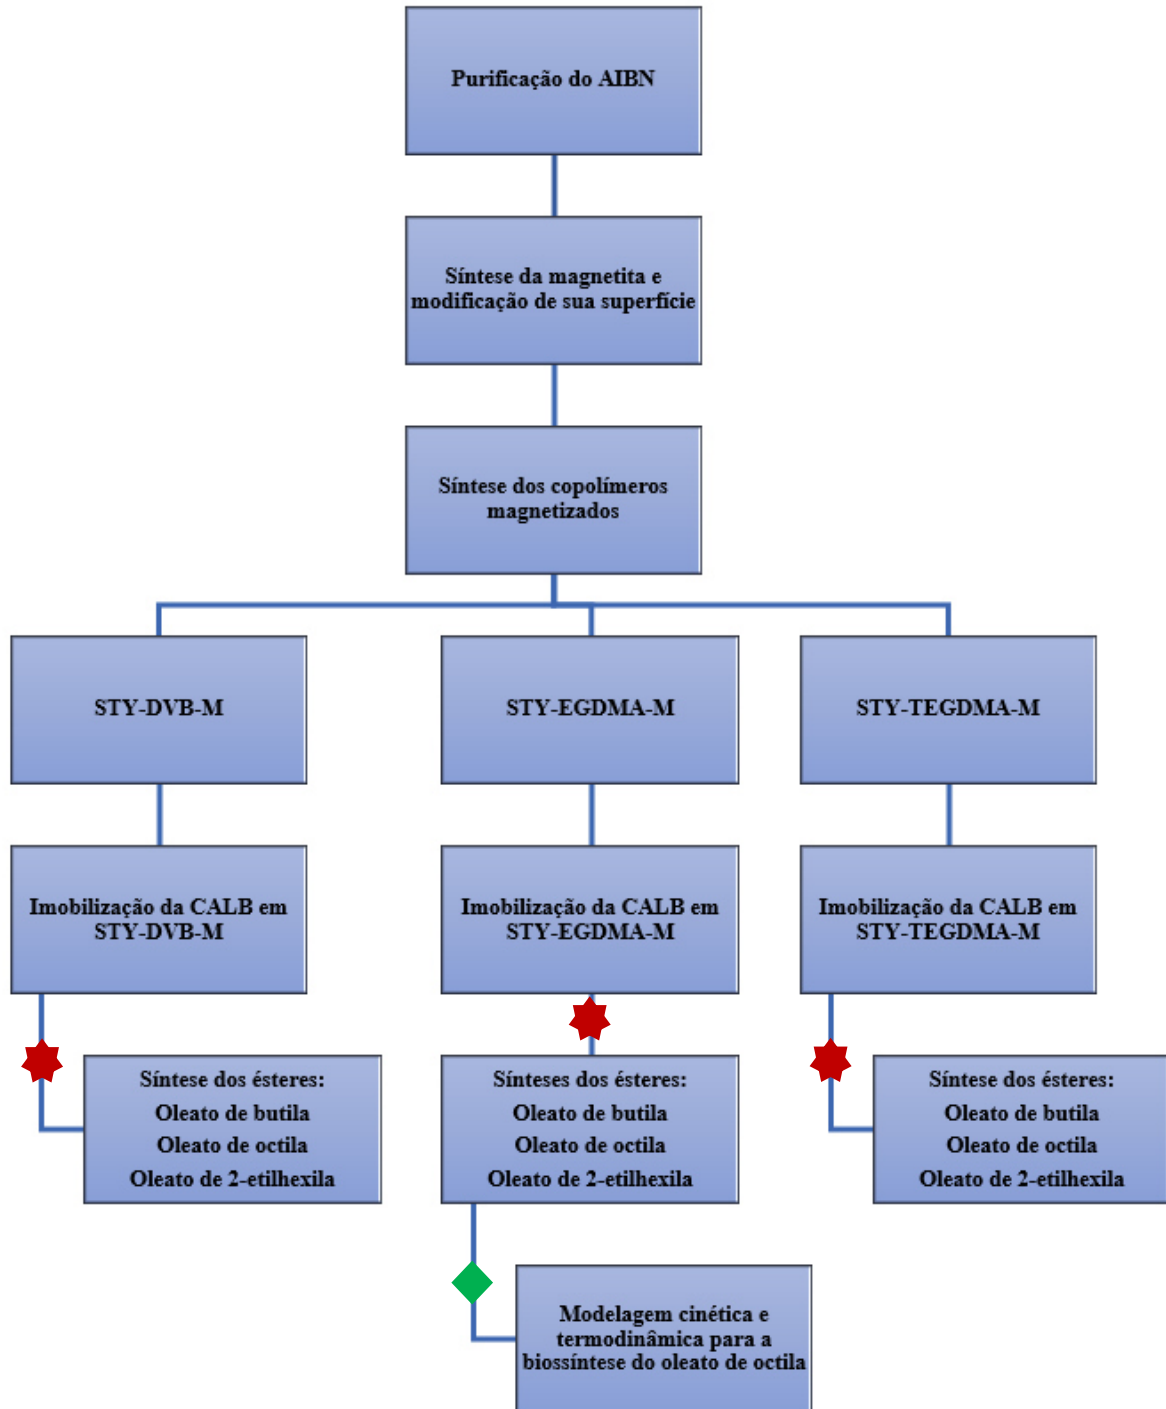 Purificação do AIBN
Síntese da magnetita e
modificação de sua superfície
Síntese dos copolímeros
magnetizados
STY-DVB-M
STY-EGDMA-M
STY-TEGDMA-M
Imobilização da CALB em
STY-DVB-M
Imobilização da CALB em
STY-EGDMA-M
Imobilização da CALB em
STY-TEGDMA-M
Síntese dos ésteres:
Oleato de butila
Oleato de octila
Oleato de 2-etilhexila
Sínteses dos ésteres:
Oleato de butila
Oleato de octila
Oleato de 2-etilhexila
Síntese dos ésteres:
Oleato de butila
Oleato de octila
Oleato de 2-etilhexila
Modelagem cinética e
termodinâmica para a
biossíntese do oleato de octila